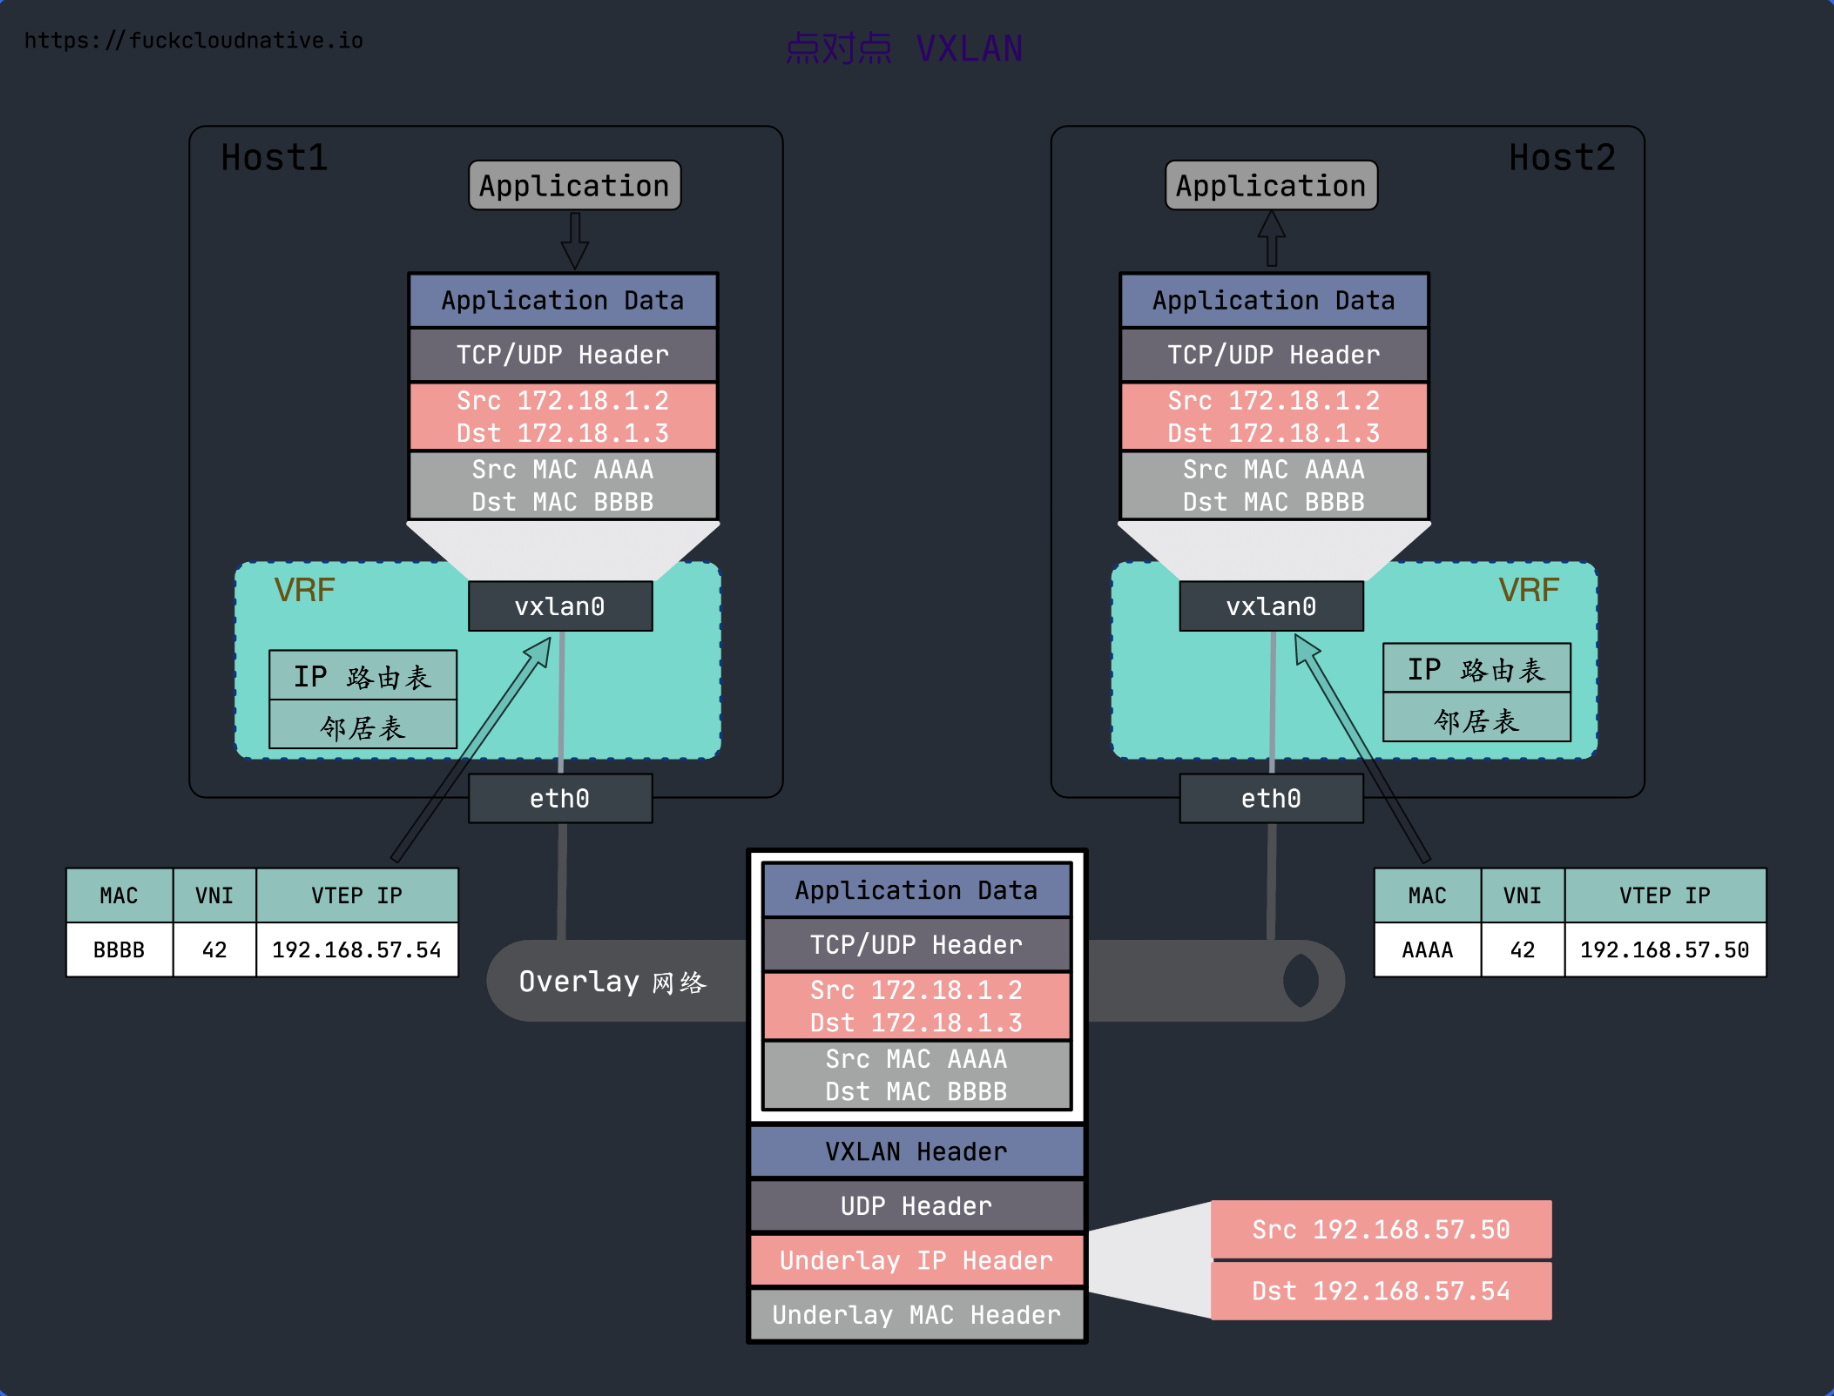 https://fuckcloudnative.io
点对点 VXLAN
Host1
Application
Application Data
TCP/UDP Header
Src 172.18.1.2
Dst 172.18.1.3
Src MAC AAAA
Dst MAC BBBB
VRF
vxlan0
IP 路由表
邻居表
eth0
MAC VNI VTEP IP
BBBB 42 192.168.57.54
Host2
Application
Application Data
TCP/UDP Header
Src 172.18.1.2
Dst 172.18.1.3
Src MAC AAAA
Dst MAC BBBB
VRF
vxlan0
IP 路由表
邻居表
eth0
MAC VNI VTEP IP
AAAA 42 192.168.57.50
Overlay 网络
Application Data
TCP/UDP Header
Src 172.18.1.2
Dst 172.18.1.3
Src MAC AAAA
Dst MAC BBBB
VXLAN Header
UDP Header
Underlay IP Header
Underlay MAC Header
Src 192.168.57.50
Dst 192.168.57.54